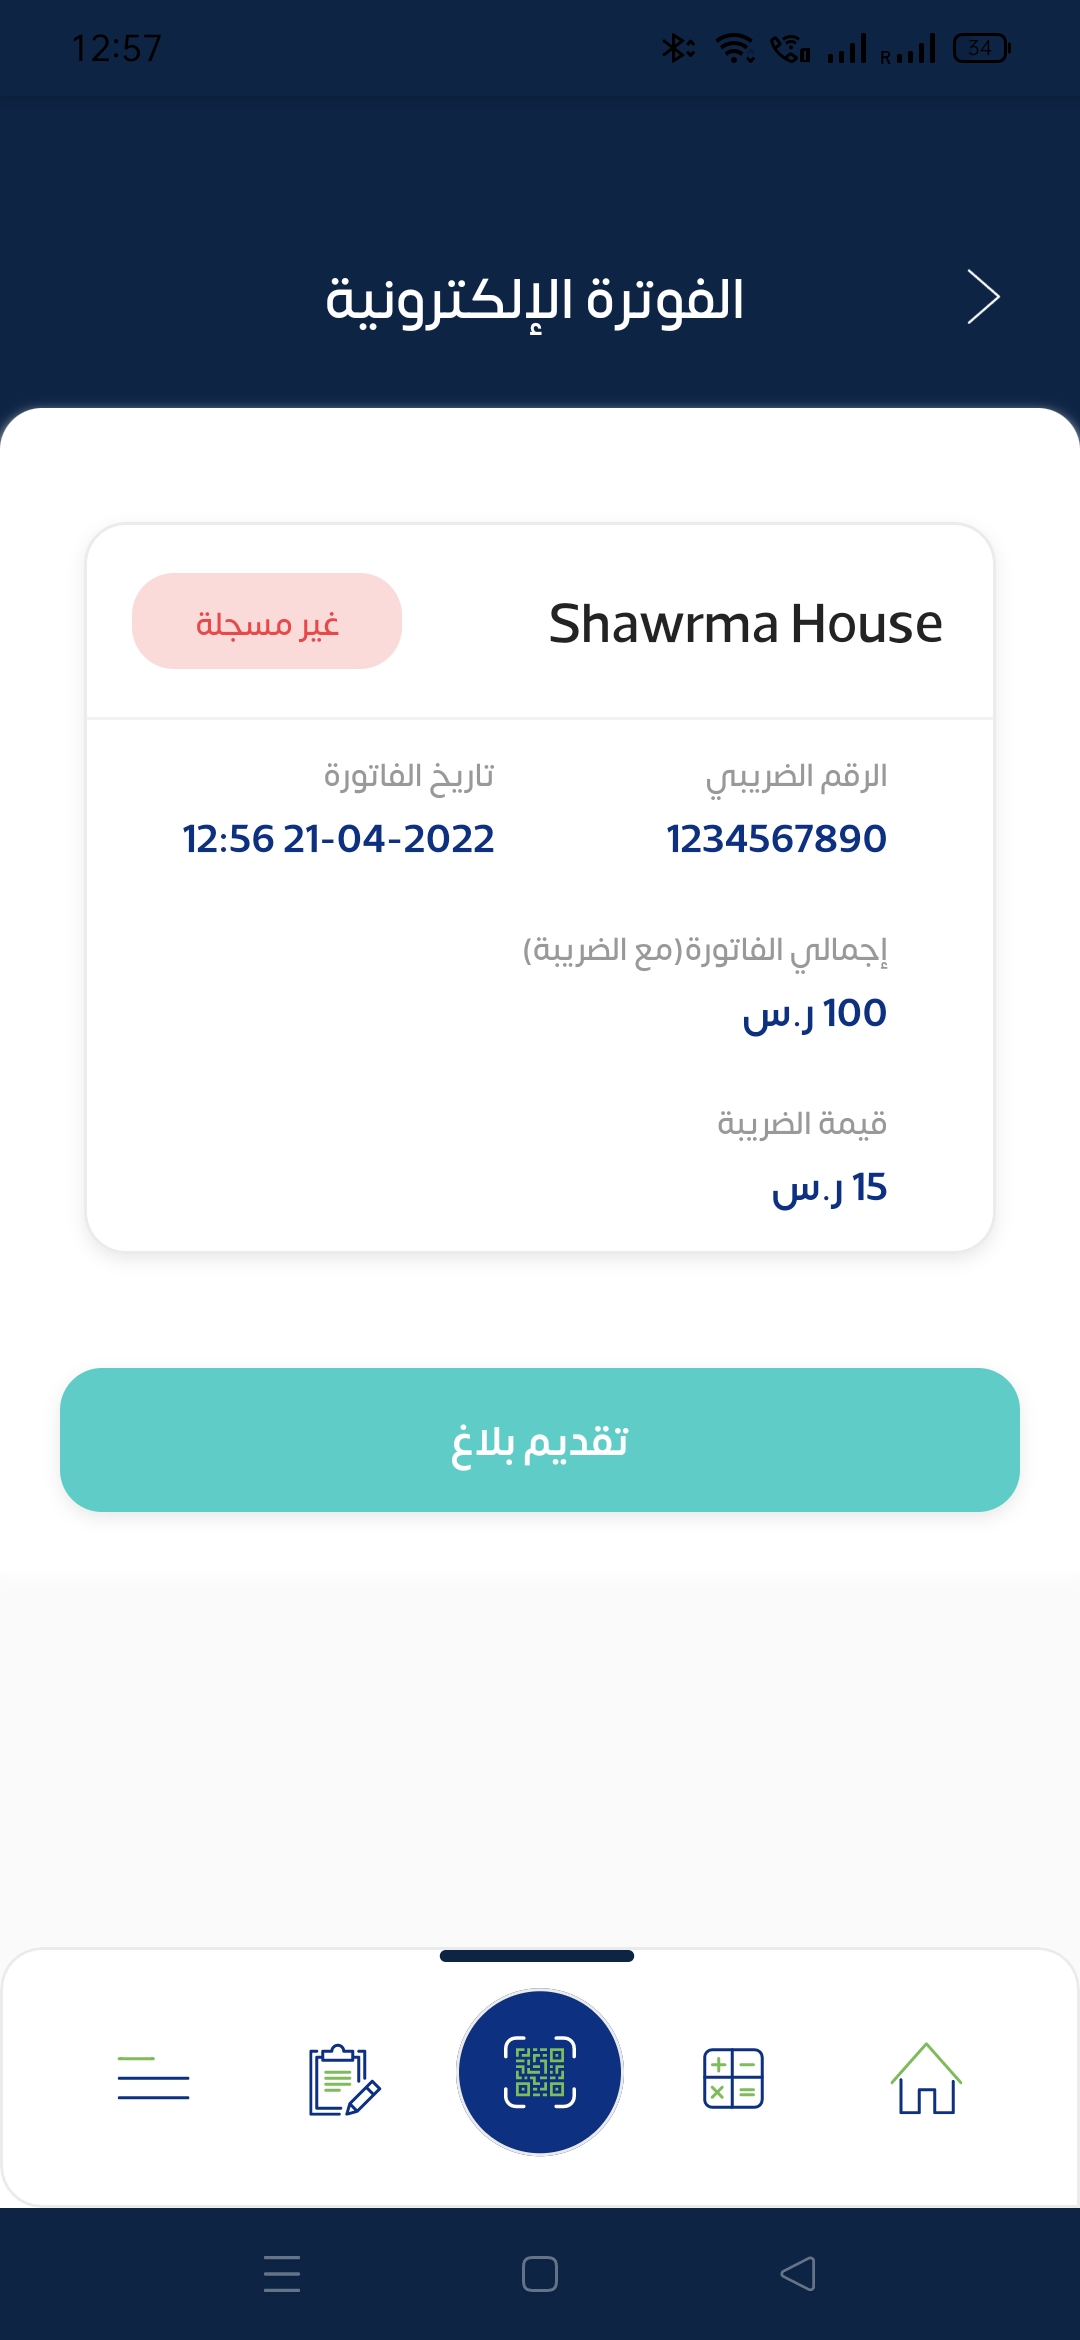 12:57
R
34
الفوترة الإلكترونية
Shawrma House
غير مسجلة
الرقم الضريبي
تاريخ الفاتورة
1234567890
12:56 21-04-2022
إجمالي الفاتورة(مع الضريبة)
100 ر.س
قيمة الضريبة
15 ر.س
تقديم بلاغ